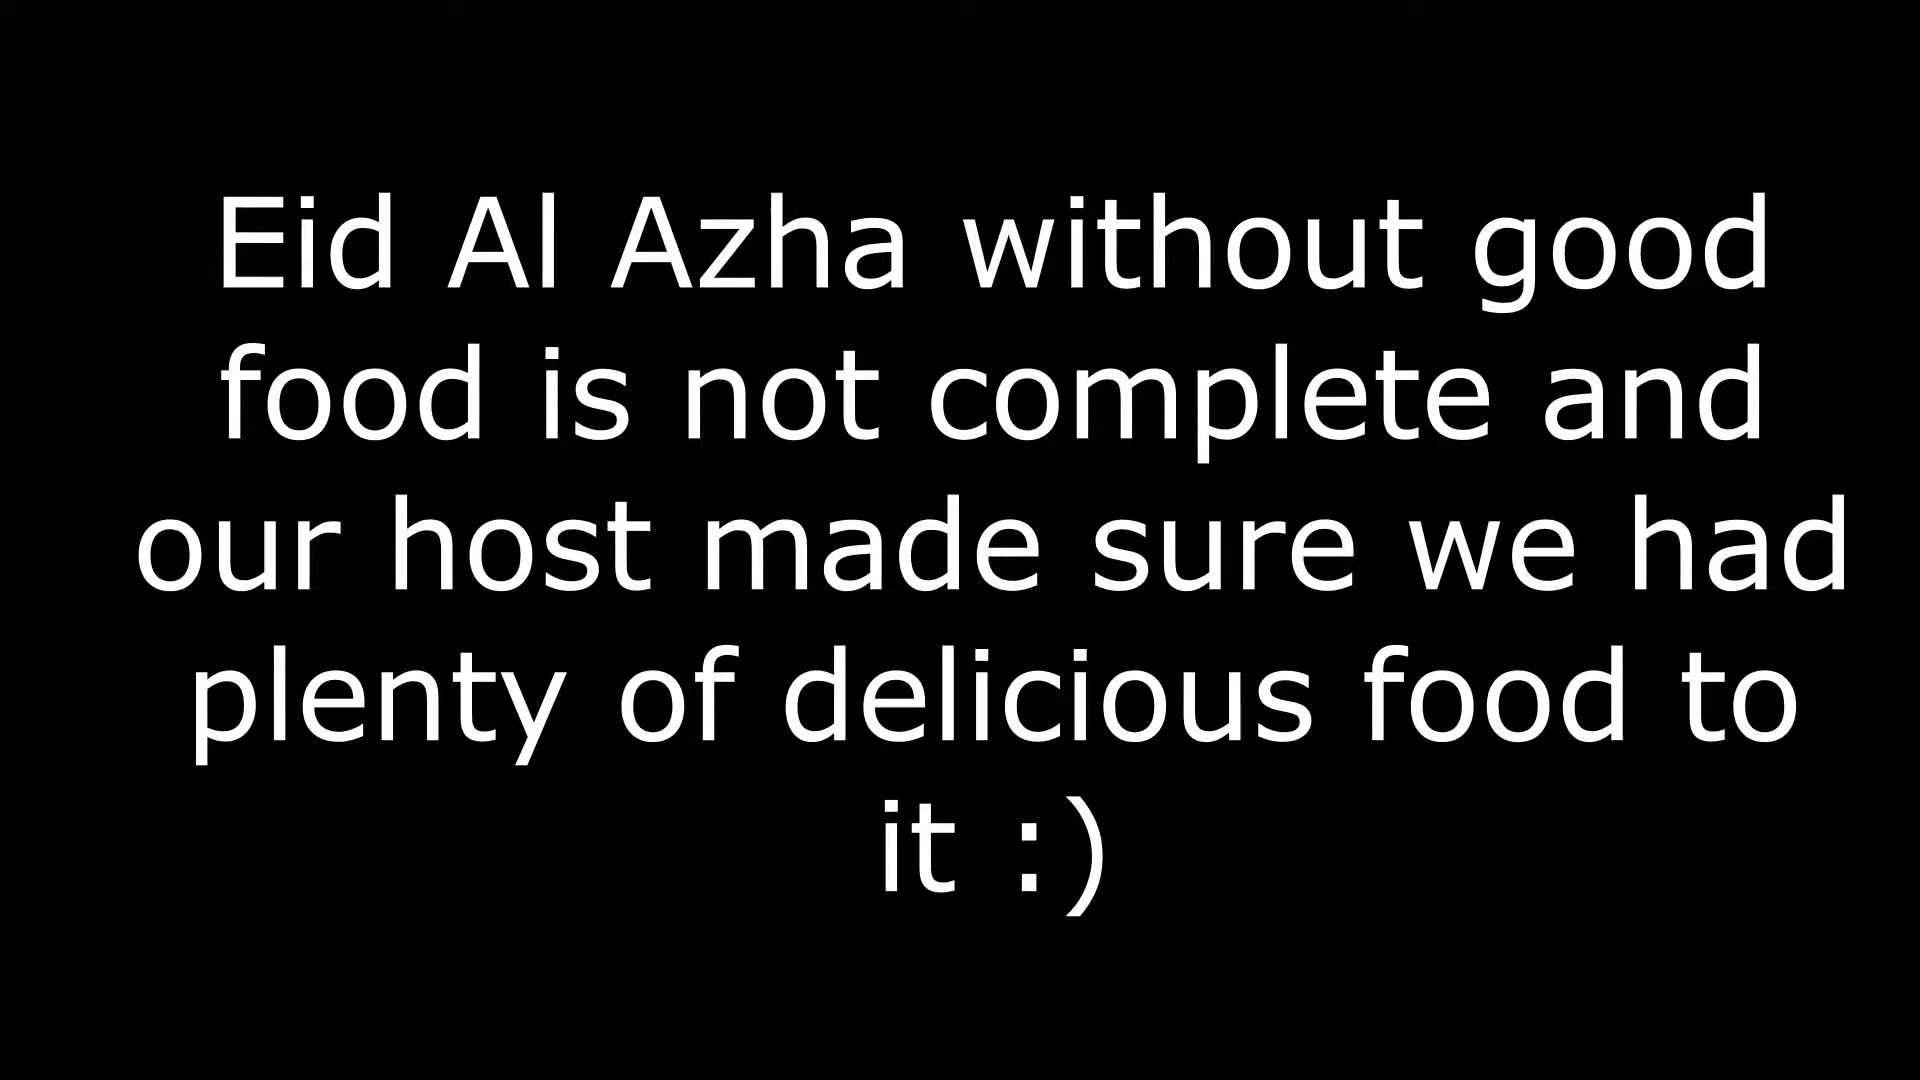 Eid Al Azha without good
food is not complete and
our host made sure we had
plenty of delicious food to
it :)